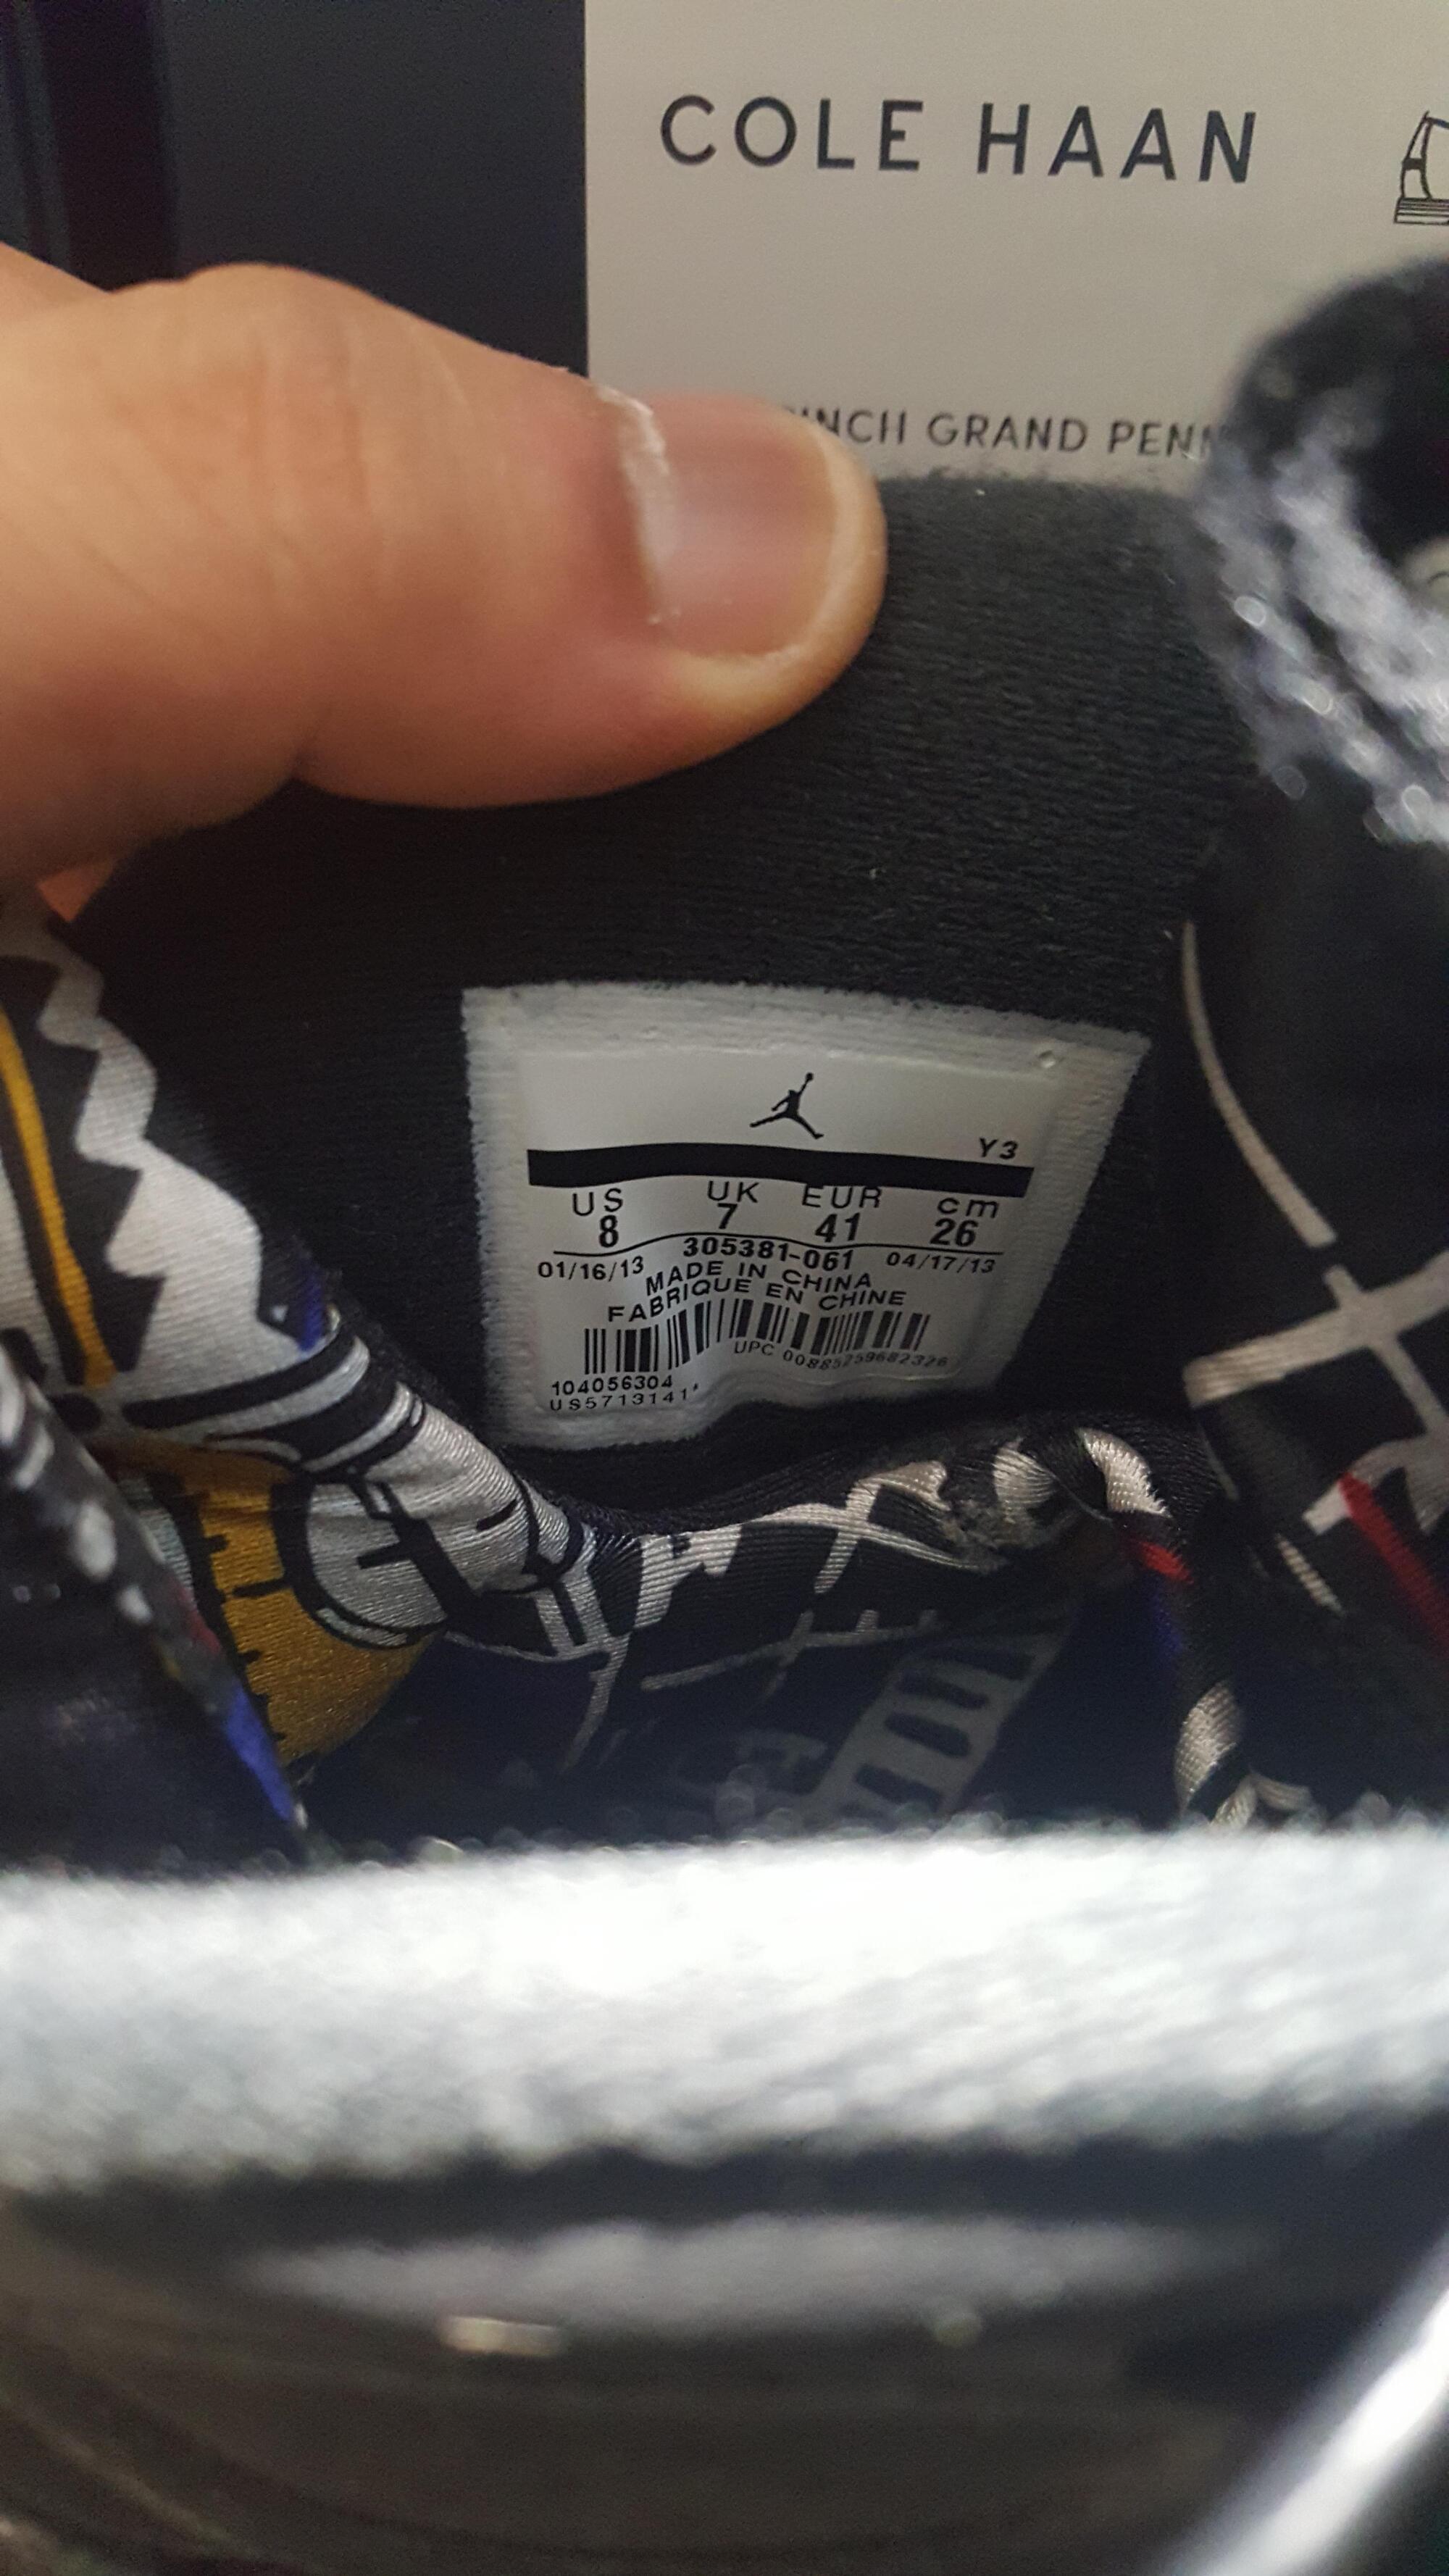 COLE HAAN
GRAND
Y3
US UK EUR cm
8 7 41 26
01/16/13 305381-061 04/17/13
MADE IN CHINA
FABRIQUE EN CHINE
UPC 00885259682326
104056304
US5713141*